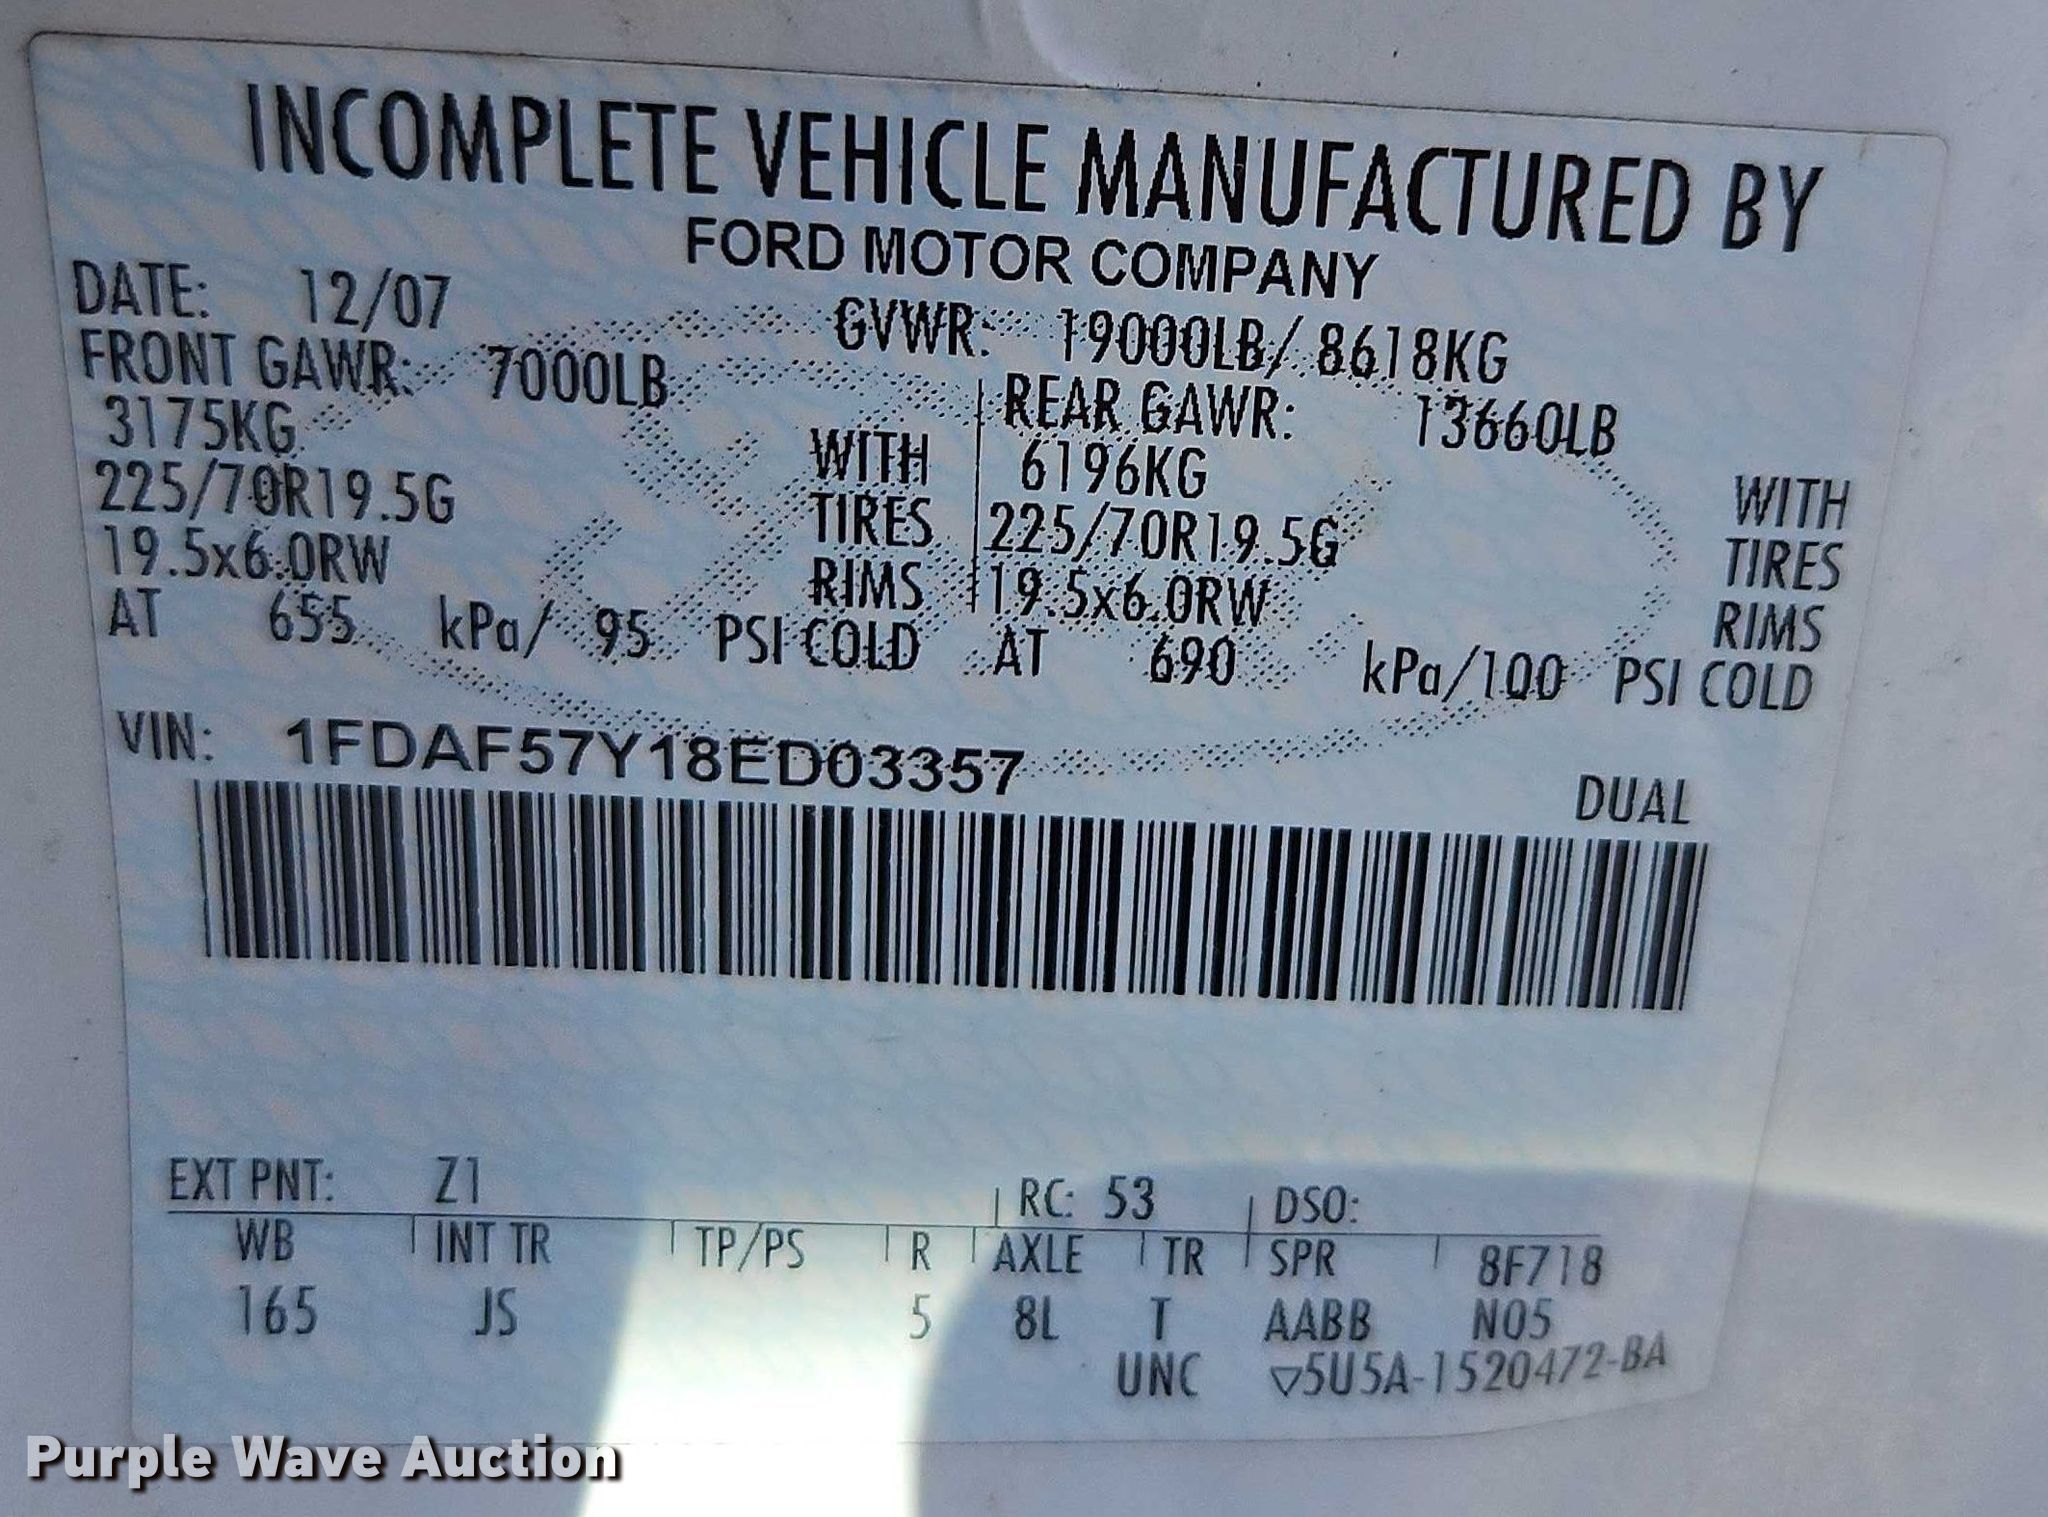 INCOMPLETE VEHICLE MANUFACTURED BY
FORD MOTOR COMPANY
DATE: 12/07 GVWR: 19000LB/ 8618KG
FRONT GAWR: 7000LB REAR GAWR: 13660LB
3175KG WITH 6196KG WITH
225/70R19.5G TIRES 225/70R19.5G TIRES
19.5x6.0RW RIMS 19.5x6.0RW RIMS
AT 655 kPa/ 95 PSI COLD AT 690 kPa/100 PSI COLD
VIN: 1FDAF57Y18ED03357
DUAL
EXT PNT: Z1 RC: 53 DSO:
WB INT TR TP/PS R AXLE TR SPR 8F718
165 JS 5 8L T AABB N05
UNC ▽5U5A-1520472-BA
Purple Wave Auction